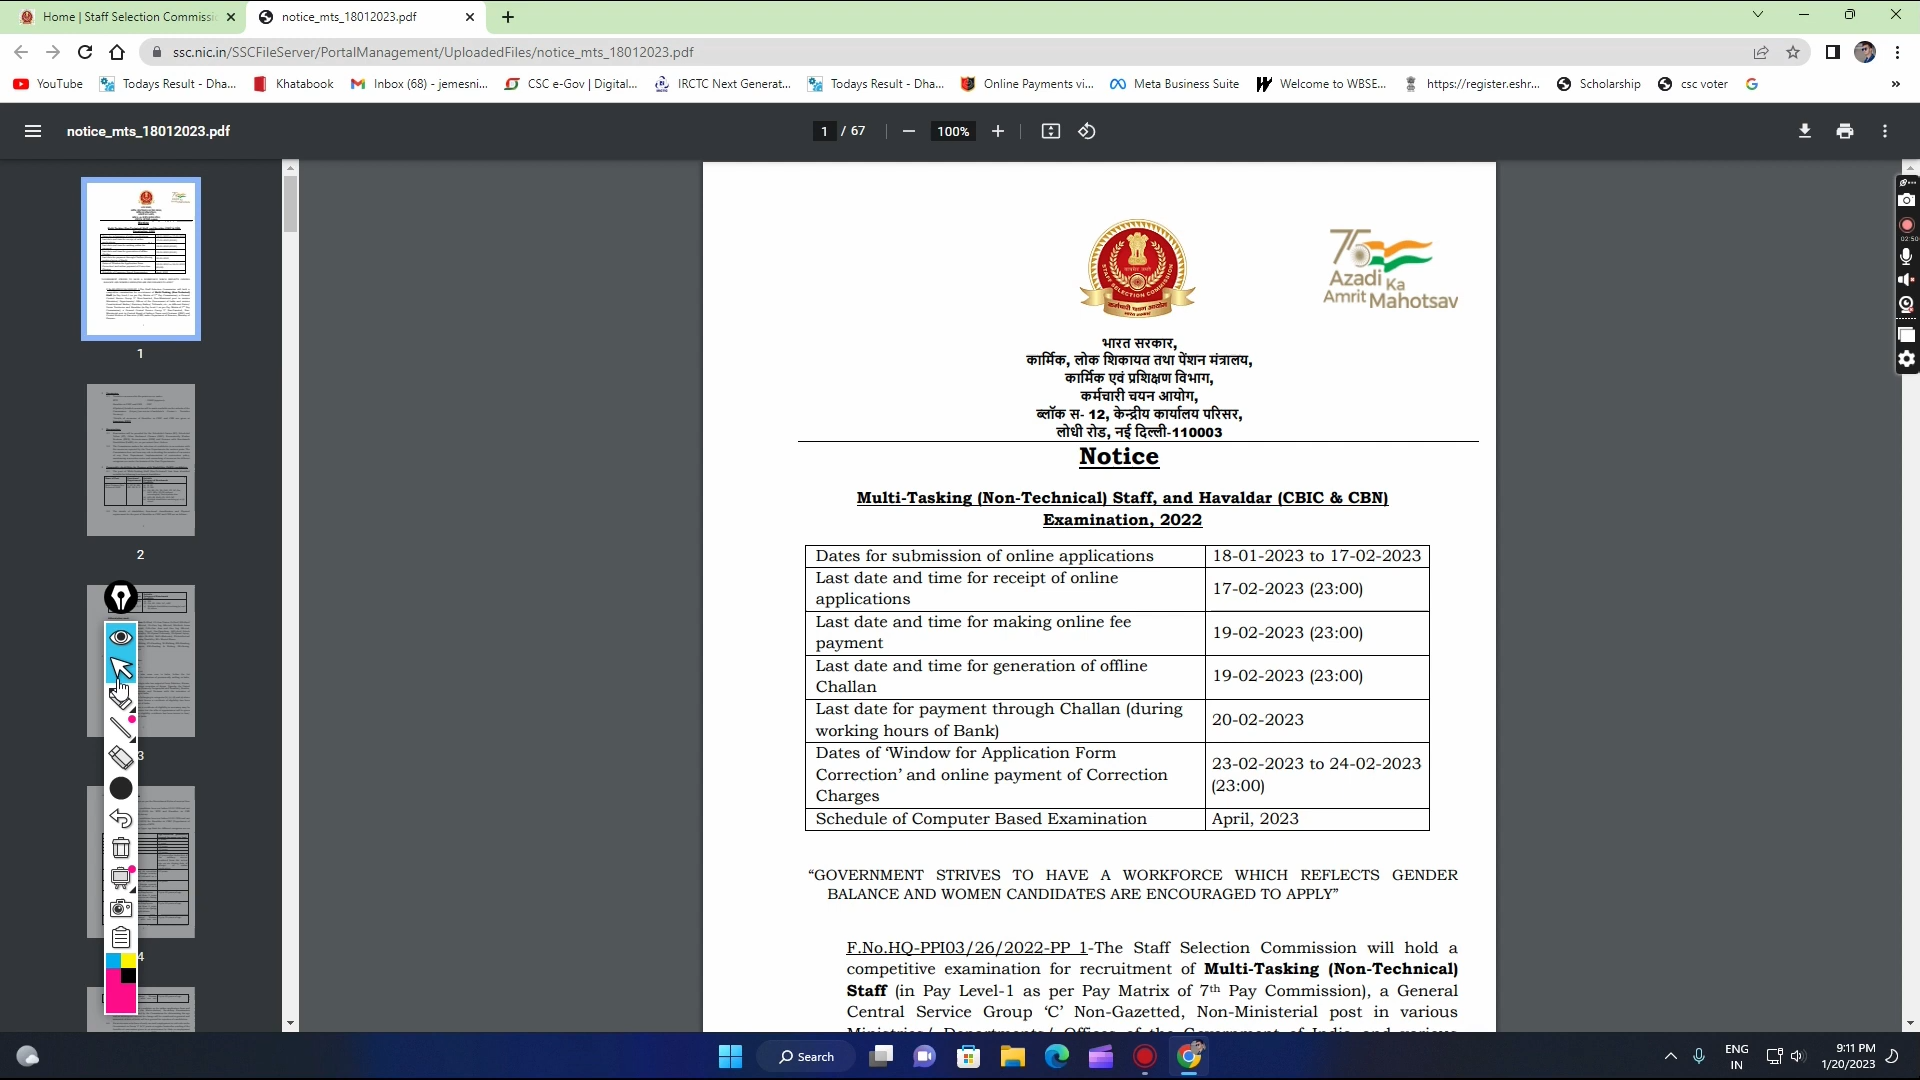 Home | Staff Selection Commissi
notice_mts_18012023.pdf
ssc.nic.in/SSCFileServer/PortalManagement/UploadedFiles/notice_mts_18012023.pdf
YouTube
Todays Result - Dha...
Khatabook
Inbox (68) - jemesni...
CSC e-Gov | Digital...
IRCTC Next Generat...
Todays Result - Dha...
Online Payments vi...
Meta Business Suite
Welcome to WBSE...
https://register.eshr...
Scholarship
csc voter
notice_mts_18012023.pdf
1 / 67
100%
1
2
3
4
02:50
STAFF SELECTION COMMISSION
कर्मचारी चयन आयोग
75
Azadi Ka
Amrit Mahotsav
भारत सरकार,
कार्मिक, लोक शिकायत तथा पेंशन मंत्रालय,
कार्मिक एवं प्रशिक्षण विभाग,
कर्मचारी चयन आयोग,
ब्लॉक स- 12, केन्द्रीय कार्यालय परिसर,
लोधी रोड, नई दिल्ली-110003
Notice
Multi-Tasking (Non-Technical) Staff, and Havaldar (CBIC & CBN)
Examination, 2022
Dates for submission of online applications 18-01-2023 to 17-02-2023
Last date and time for receipt of online
applications 17-02-2023 (23:00)
Last date and time for making online fee
payment 19-02-2023 (23:00)
Last date and time for generation of offline
Challan 19-02-2023 (23:00)
Last date for payment through Challan (during
working hours of Bank) 20-02-2023
Dates of ‘Window for Application Form
Correction’ and online payment of Correction
Charges 23-02-2023 to 24-02-2023
(23:00)
Schedule of Computer Based Examination April, 2023
“GOVERNMENT STRIVES TO HAVE A WORKFORCE WHICH REFLECTS GENDER
BALANCE AND WOMEN CANDIDATES ARE ENCOURAGED TO APPLY”
F.No.HQ-PPI03/26/2022-PP_1-The Staff Selection Commission will hold a
competitive examination for recruitment of Multi-Tasking (Non-Technical)
Staff (in Pay Level-1 as per Pay Matrix of 7th Pay Commission), a General
Central Service Group ‘C’ Non-Gazetted, Non-Ministerial post in various
Search
ENG
IN
9:11 PM
1/20/2023